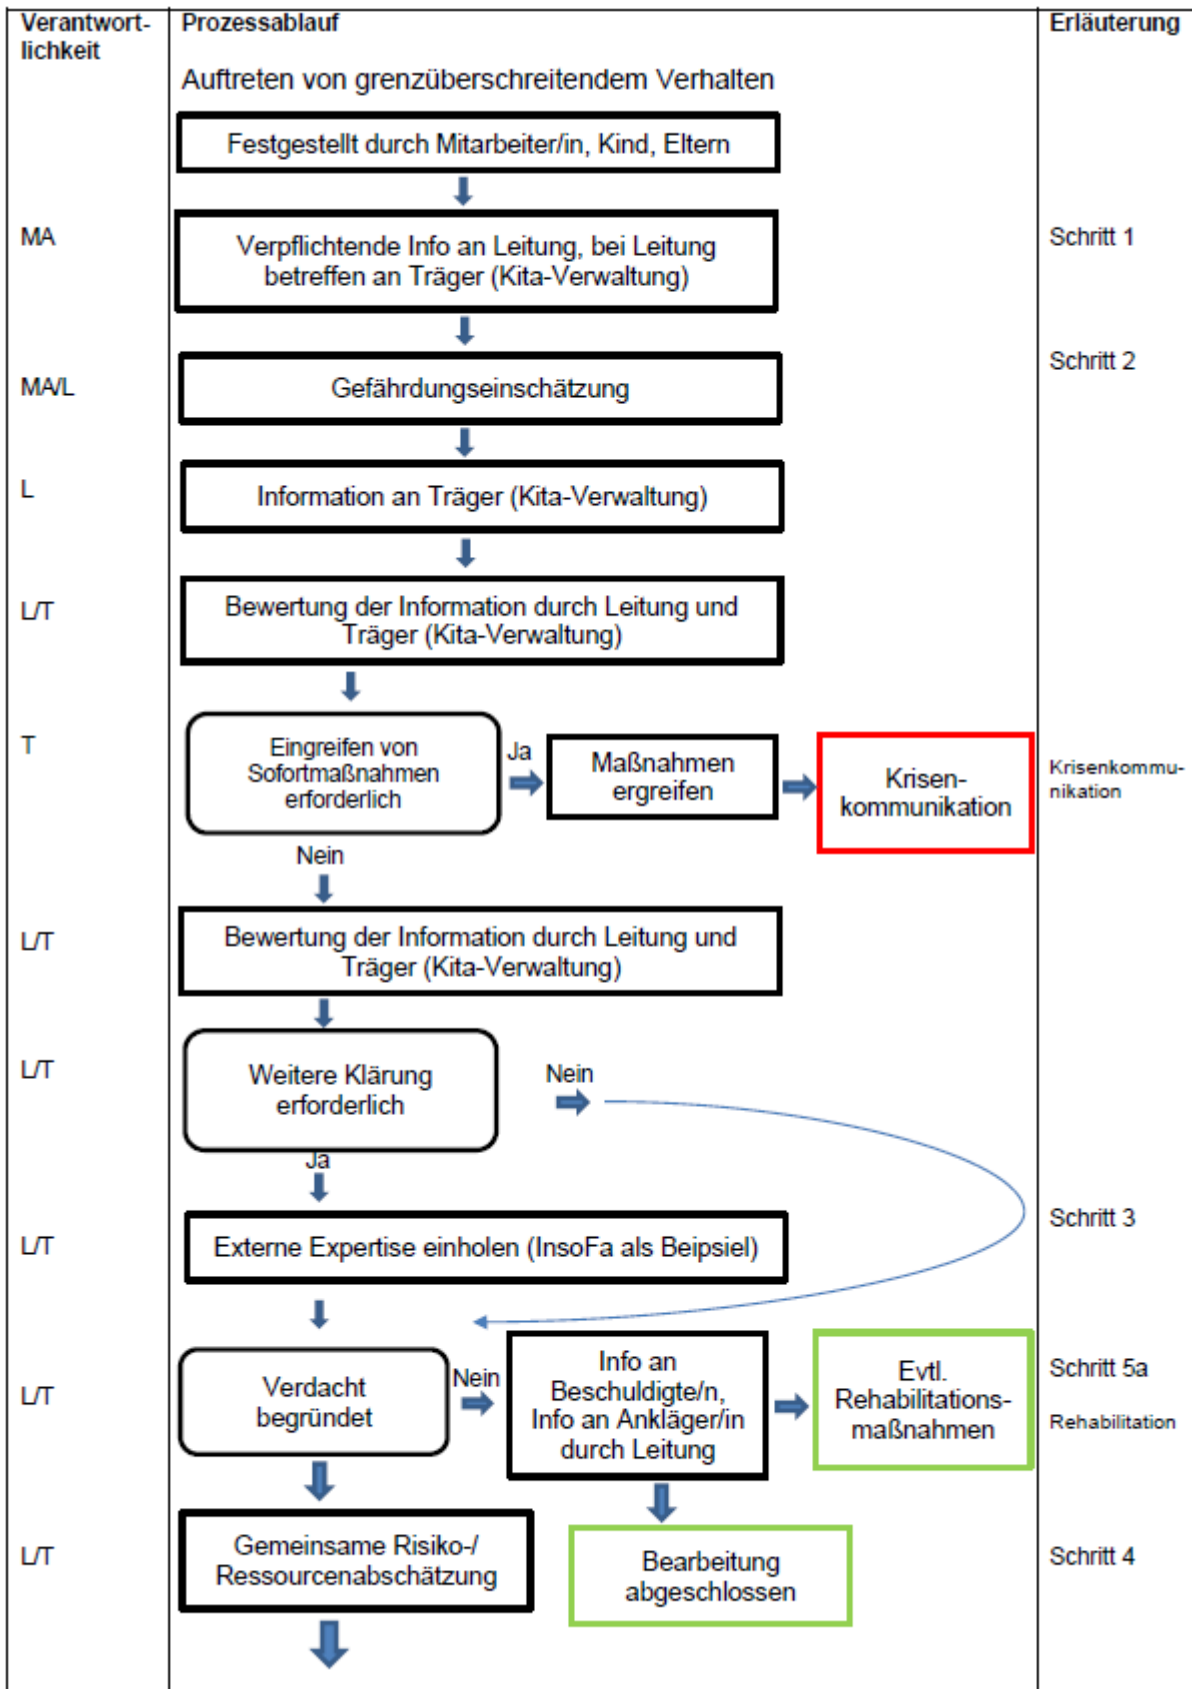 Verantwort-
lichkeit
Prozessablauf
Erläuterung
Auftreten von grenzüberschreitendem Verhalten
Festgestellt durch Mitarbeiter/in, Kind, Eltern
MA
Verpflichtende Info an Leitung, bei Leitung
betreffen an Träger (Kita-Verwaltung)
Schritt 1
MA/L
Gefährdungseinschätzung
Schritt 2
L
Information an Träger (Kita-Verwaltung)
L/T
Bewertung der Information durch Leitung und
Träger (Kita-Verwaltung)
T
Eingreifen von
Sofortmaßnahmen
erforderlich
Ja
Maßnahmen
ergreifen
Krisen-
kommunikation
Krisenkommu-
nikation
Nein
L/T
Bewertung der Information durch Leitung und
Träger (Kita-Verwaltung)
L/T
Weitere Klärung
erforderlich
Nein
Ja
L/T
Externe Expertise einholen (InsoFa als Beipsiel)
Schritt 3
L/T
Verdacht
begründet
Nein
Info an
Beschuldigte/n,
Info an Ankläger/in
durch Leitung
Evtl.
Rehabilitations-
maßnahmen
Schritt 5a
Rehabilitation
L/T
Gemeinsame Risiko-/
Ressourcenabschätzung
Bearbeitung
abgeschlossen
Schritt 4